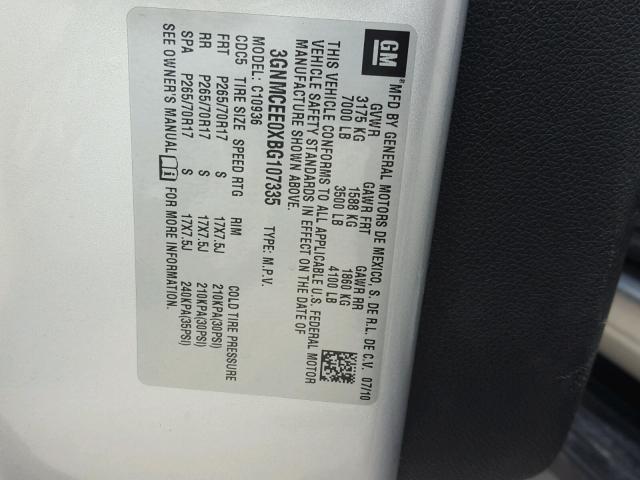 GM® MFD BY GENERAL MOTORS DE MEXICO, S. DE R.L. DE C.V. 07/10
GVWR GAWR FRT GAWR RR
3175 KG 1588 KG 1860 KG
7000 LB 3500 LB 4100 LB
THIS VEHICLE CONFORMS TO ALL APPLICABLE U.S. FEDERAL MOTOR
VEHICLE SAFETY STANDARDS IN EFFECT ON THE DATE OF
MANUFACTURE SHOWN ABOVE.
3GNMCEE0XBG107335 TYPE: M.P.V.
MODEL: C10936
CDC5 TIRE SIZE SPEED RTG RIM COLD TIRE PRESSURE
FRT P265/70R17 S 17X7.5J 210KPA(30PSI)
RR P265/70R17 S 17X7.5J 210KPA(30PSI)
SPA P265/70R17 S 17X7.5J 240KPA(35PSI)
SEE OWNER'S MANUAL FOR MORE INFORMATION.